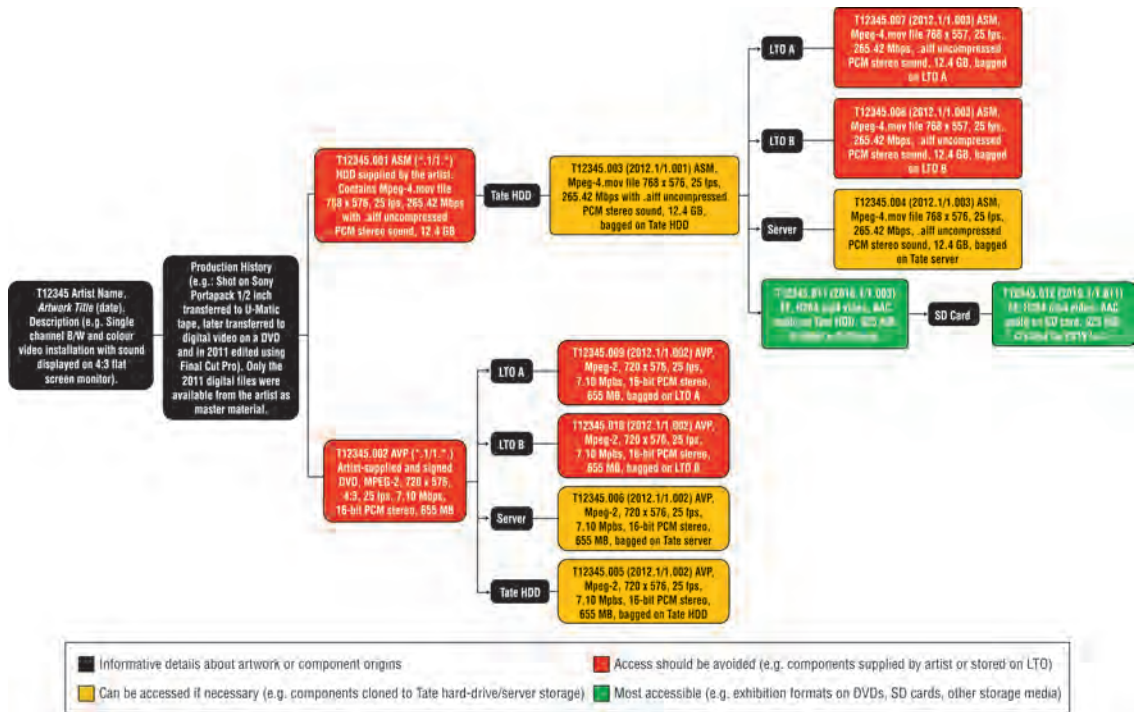 T12345.007 (2012.1/1.003) ASM,
Mpeg-4.mov file 768 x 557, 25 fps,
265.42 Mbps, .aiff uncompressed
PCM stereo sound, 12.4 GB, bagged
on LTO A
LTO A
T12345.008 (2012.1/1.003) ASM,
Mpeg-4.mov file 768 x 557, 25 fps,
265.42 Mbps, .aiff uncompressed
PCM stereo sound, 12.4 GB, bagged
on LTO B
LTO B
T12345.001 ASM (*.1/1.*)
HDD supplied by the artist.
Contains Mpeg-4.mov file
768 x 576, 25 fps, 265.42 Mbps
with .aiff uncompressed
PCM stereo sound, 12.4 GB
Tate HDD
T12345.003 (2012.1/1.001) ASM,
Mpeg-4.mov file 768 x 576, 25 fps,
265.42 Mbps with .aiff uncompressed
PCM stereo sound, 12.4 GB,
bagged on Tate HDD
Server
T12345.004 (2012.1/1.003) ASM,
Mpeg-4.mov file 768 x 576, 25 fps,
265.42 Mbps, .aiff uncompressed
PCM stereo sound, 12.4 GB, bagged
on Tate server
T12345 Artist Name,
Artwork Title (date).
Description (e.g. Single
channel B/W and colour
video installation with sound
displayed on 4:3 flat
screen monitor).
Production History
(e.g.: Shot on Sony
Portapack 1/2 inch
transferred to U-Matic
tape, later transferred to
digital video on a DVD
and in 2011 edited using
Final Cut Pro). Only the
2011 digital files were
available from the artist as
master material.
SD Card
LTO A
T12345.009 (2012.1/1.002) AVP,
Mpeg-2, 720 x 576, 25 fps,
7.10 Mpbs, 16-bit PCM stereo,
655 MB, bagged on LTO A
LTO B
T12345.010 (2012.1/1.002) AVP,
Mpeg-2, 720 x 576, 25 fps,
7.10 Mpbs, 16-bit PCM stereo,
655 MB, bagged on LTO B
T12345.002 AVP (*.1/1.*.)
Artist-supplied and signed
DVD, MPEG-2, 720 x 576,
4:3, 25 fps, 7.10 Mbps,
16-bit PCM stereo, 655 MB
Server
T12345.006 (2012.1/1.002) AVP,
Mpeg-2, 720 x 576, 25 fps,
7.10 Mpbs, 16-bit PCM stereo,
655 MB, bagged on Tate server
Tate HDD
T12345.005 (2012.1/1.002) AVP,
Mpeg-2, 720 x 576, 25 fps,
7.10 Mpbs, 16-bit PCM stereo,
655 MB, bagged on Tate HDD
Informative details about artwork or component origins
Access should be avoided (e.g. components supplied by artist or stored on LTO)
Can be accessed if necessary (e.g. components cloned to Tate hard-drive/server storage)
Most accessible (e.g. exhibition formats on DVDs, SD cards, other storage media)